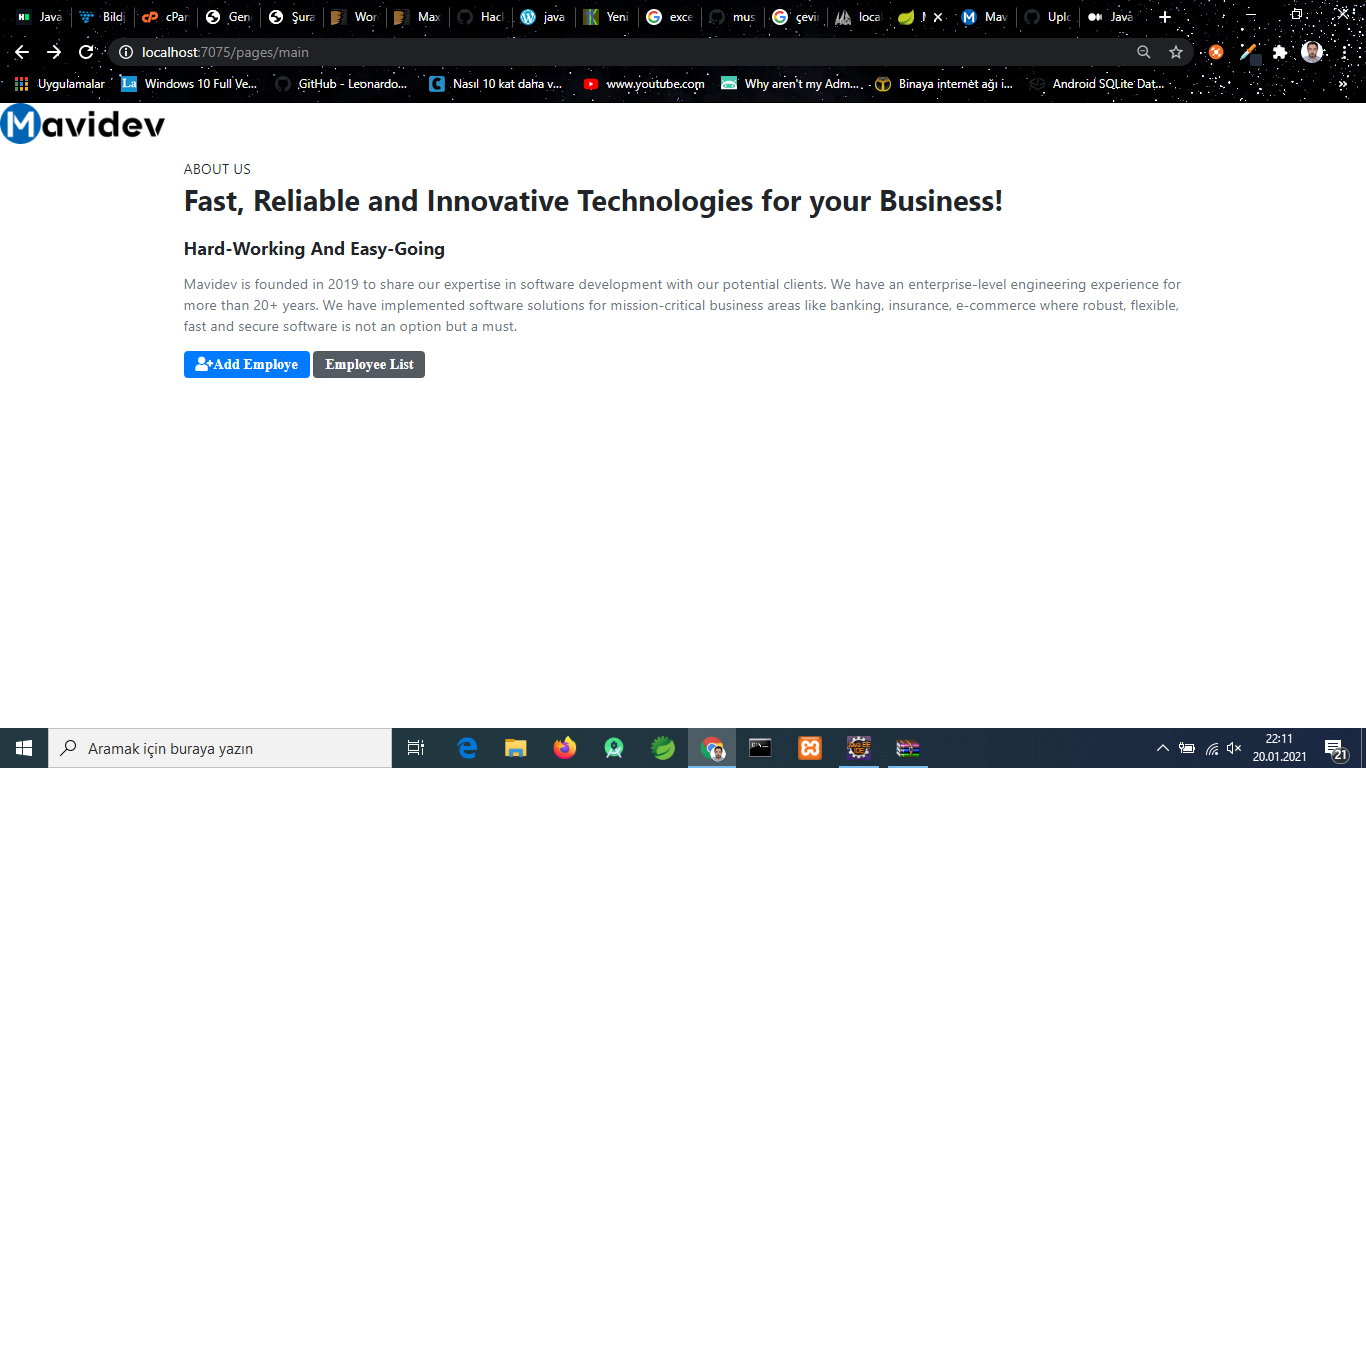 Java
Bildi
cPar
Gene
Şura
Wor
Max
Hacl
java
Yeni
exce
mus
çevir
local
Mav
Uplo
Java
localhost:7075/pages/main
Uygulamalar
Windows 10 Full Ve...
GitHub - Leonardo...
Nasıl 10 kat daha v...
www.youtube.com
Why aren't my Adm...
Binaya internet ağı i...
Android SQLite Dat...
»
Mavidev
ABOUT US
Fast, Reliable and Innovative Technologies for your Business!
Hard-Working And Easy-Going
Mavidev is founded in 2019 to share our expertise in software development with our potential clients. We have an enterprise-level engineering experience for
more than 20+ years. We have implemented software solutions for mission-critical business areas like banking, insurance, e-commerce where robust, flexible,
fast and secure software is not an option but a must.
Add Employe
Employee List
Aramak için buraya yazın
22:11
20.01.2021
21